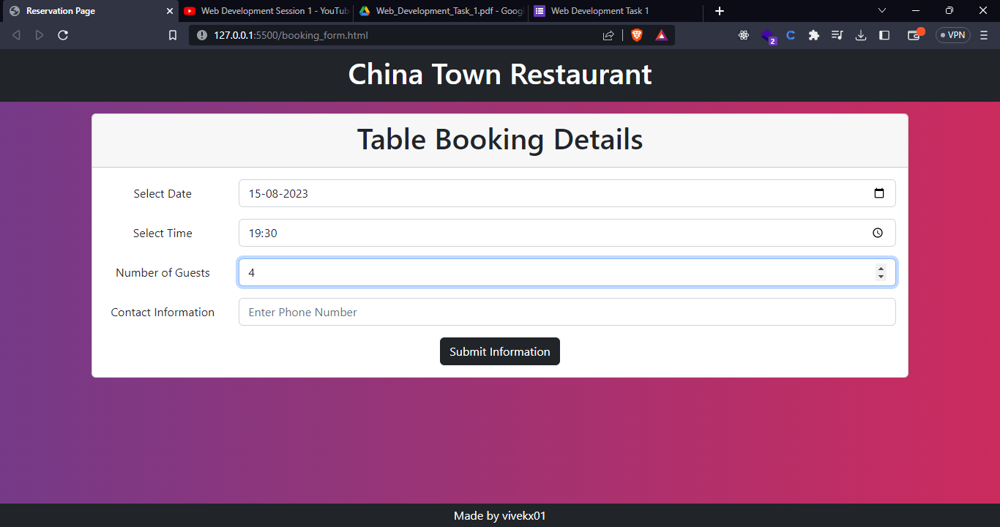 Reservation Page
Web Development Session 1 - YouTub
Web_Development_Task_1.pdf - Googl
Web Development Task 1
127.0.0.1:5500/booking_form.html
2
VPN
China Town Restaurant
Table Booking Details
Select Date
15-08-2023
Select Time
19:30
Number of Guests
4
Contact Information
Enter Phone Number
Submit Information
Made by vivekx01